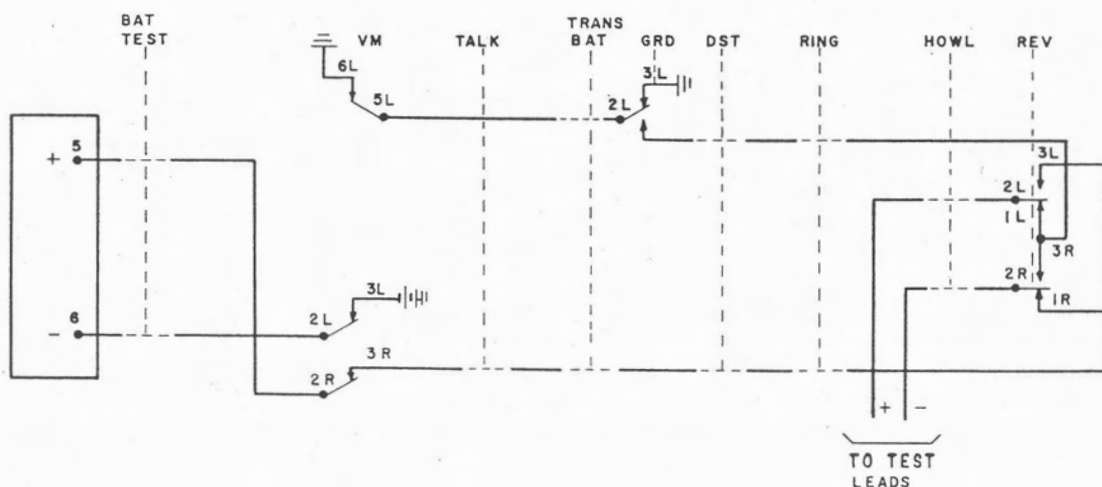 BAT
TEST
VM
TALK
TRANS
BAT
GRD
DST
RING
HOWL
REV
6L
5L
3L
2L
+ 5
3L
2L
1L
3R
2R
1R
- 6
3L
2L
3R
2R
+ -
TO TEST
LEADS